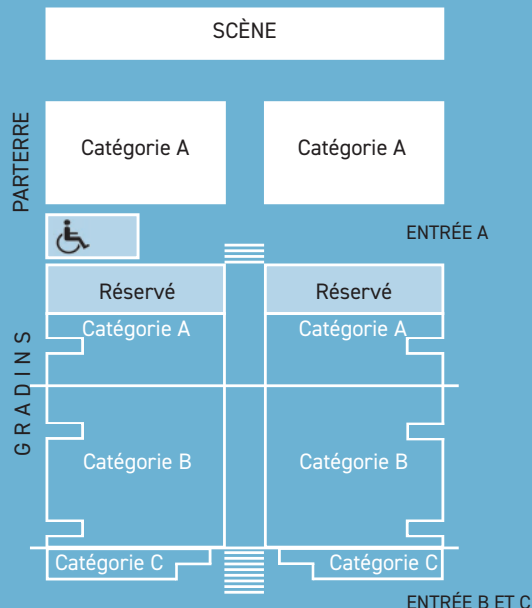 SCÈNE
PARTERRE
Catégorie A
Catégorie A
ENTRÉE A
Réservé
Réservé
GRADINS
Catégorie A
Catégorie A
Catégorie B
Catégorie B
Catégorie C
Catégorie C
ENTRÉE B ET C